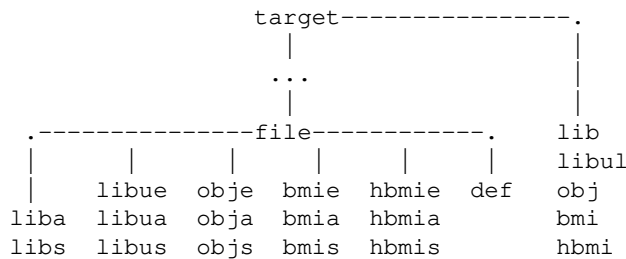 target----------------.
|                   |
...                  |
|                   |
.---------------file------------.    lib
|      |      |     |     |     |    libul
|    libue  obje  bmie  hbmie  def   obj
liba  libua  obja  bmia  hbmia        bmi
libs  libus  objs  bmis  hbmis        hbmi